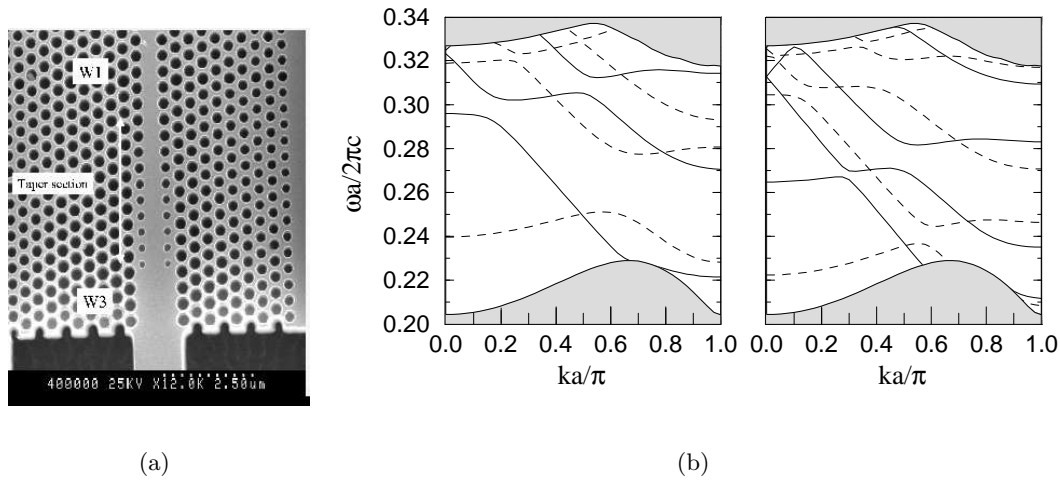 W1
Taper section
W3
400000 25KV X12.0K 2.50um
(a)
0.34
0.32
0.30
0.28
0.26
0.24
0.22
0.20
ωa/2πc
0.0 0.2 0.4 0.6 0.8 1.0
ka/π
0.0 0.2 0.4 0.6 0.8 1.0
ka/π
(b)